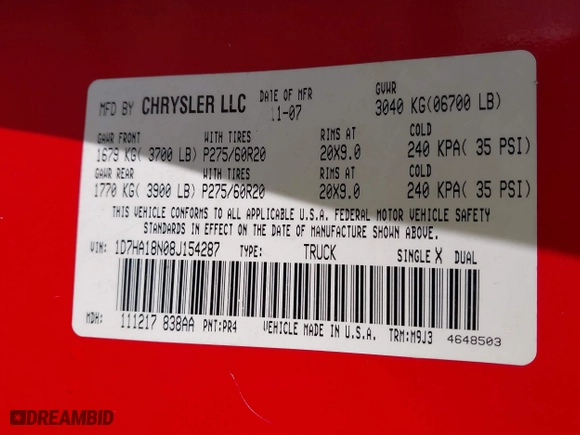 MFD BY CHRYSLER LLC DATE OF MFR 11-07 GVWR 3040 KG(06700 LB)
GAWR FRONT WITH TIRES RIMS AT COLD
1679 KG( 3700 LB) P275/60R20 20X9.0 240 KPA( 35 PSI)
GAWR REAR WITH TIRES RIMS AT COLD
1770 KG( 3900 LB) P275/60R20 20X9.0 240 KPA( 35 PSI)
THIS VEHICLE CONFORMS TO ALL APPLICABLE U.S.A. FEDERAL MOTOR VEHICLE SAFETY
STANDARDS IN EFFECT ON THE DATE OF MANUFACTURE SHOWN ABOVE.
VIN: 1D7HA18N08J154287 TYPE: TRUCK SINGLE X DUAL
MDH: 111217 838AA PNT:PR4 VEHICLE MADE IN U.S.A. TRM:M9J3 4648503
DREAMBID